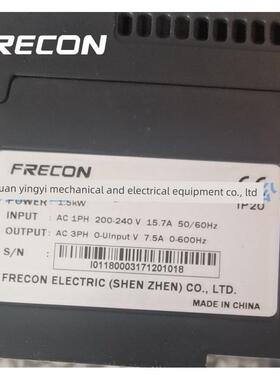 FRECON
FRECON
uan yingyi mechanical and electrical equipment co., ltd
POWER : 1.5kW
IP20
INPUT : AC 1PH 200-240 V 15.7A 50/60Hz
OUTPUT: AC 3PH 0-Uinput V 7.5A 0-600Hz
S/N :
I01180003171201018
FRECON ELECTRIC (SHEN ZHEN) CO., LTD.
MADE IN CHINA